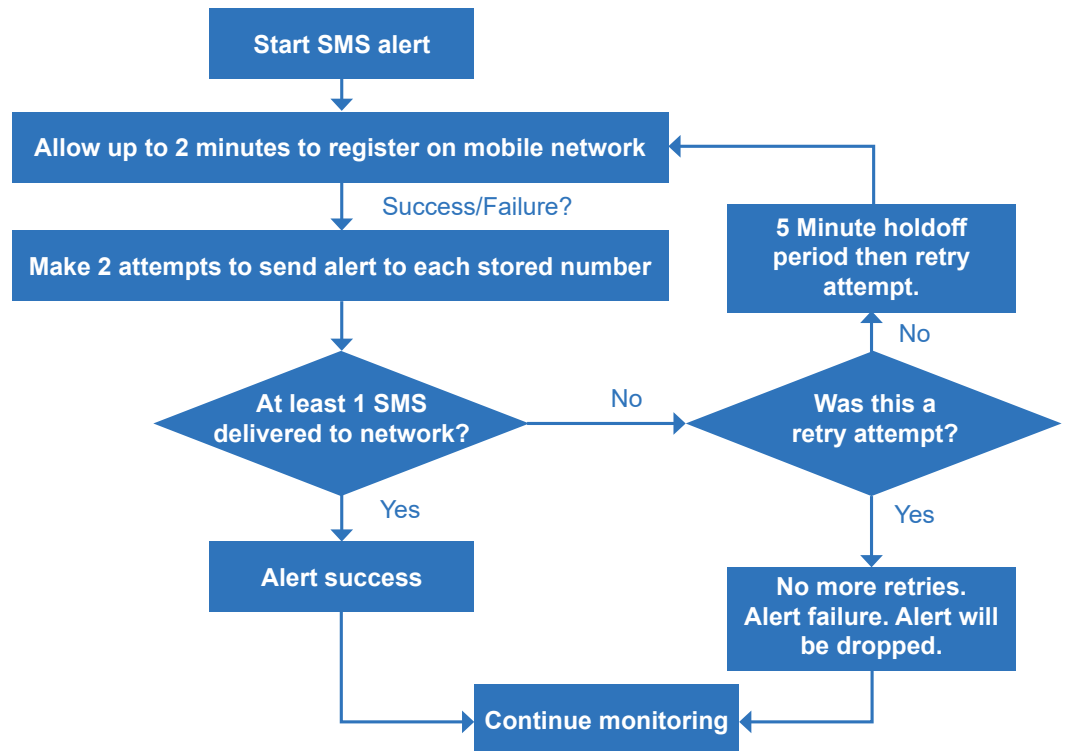 Start SMS alert
Allow up to 2 minutes to register on mobile network
Success/Failure?
Make 2 attempts to send alert to each stored number
5 Minute holdoff
period then retry
attempt.
No
At least 1 SMS
delivered to network?
No
Was this a
retry attempt?
Yes
Yes
Alert success
No more retries.
Alert failure. Alert will
be dropped.
Continue monitoring